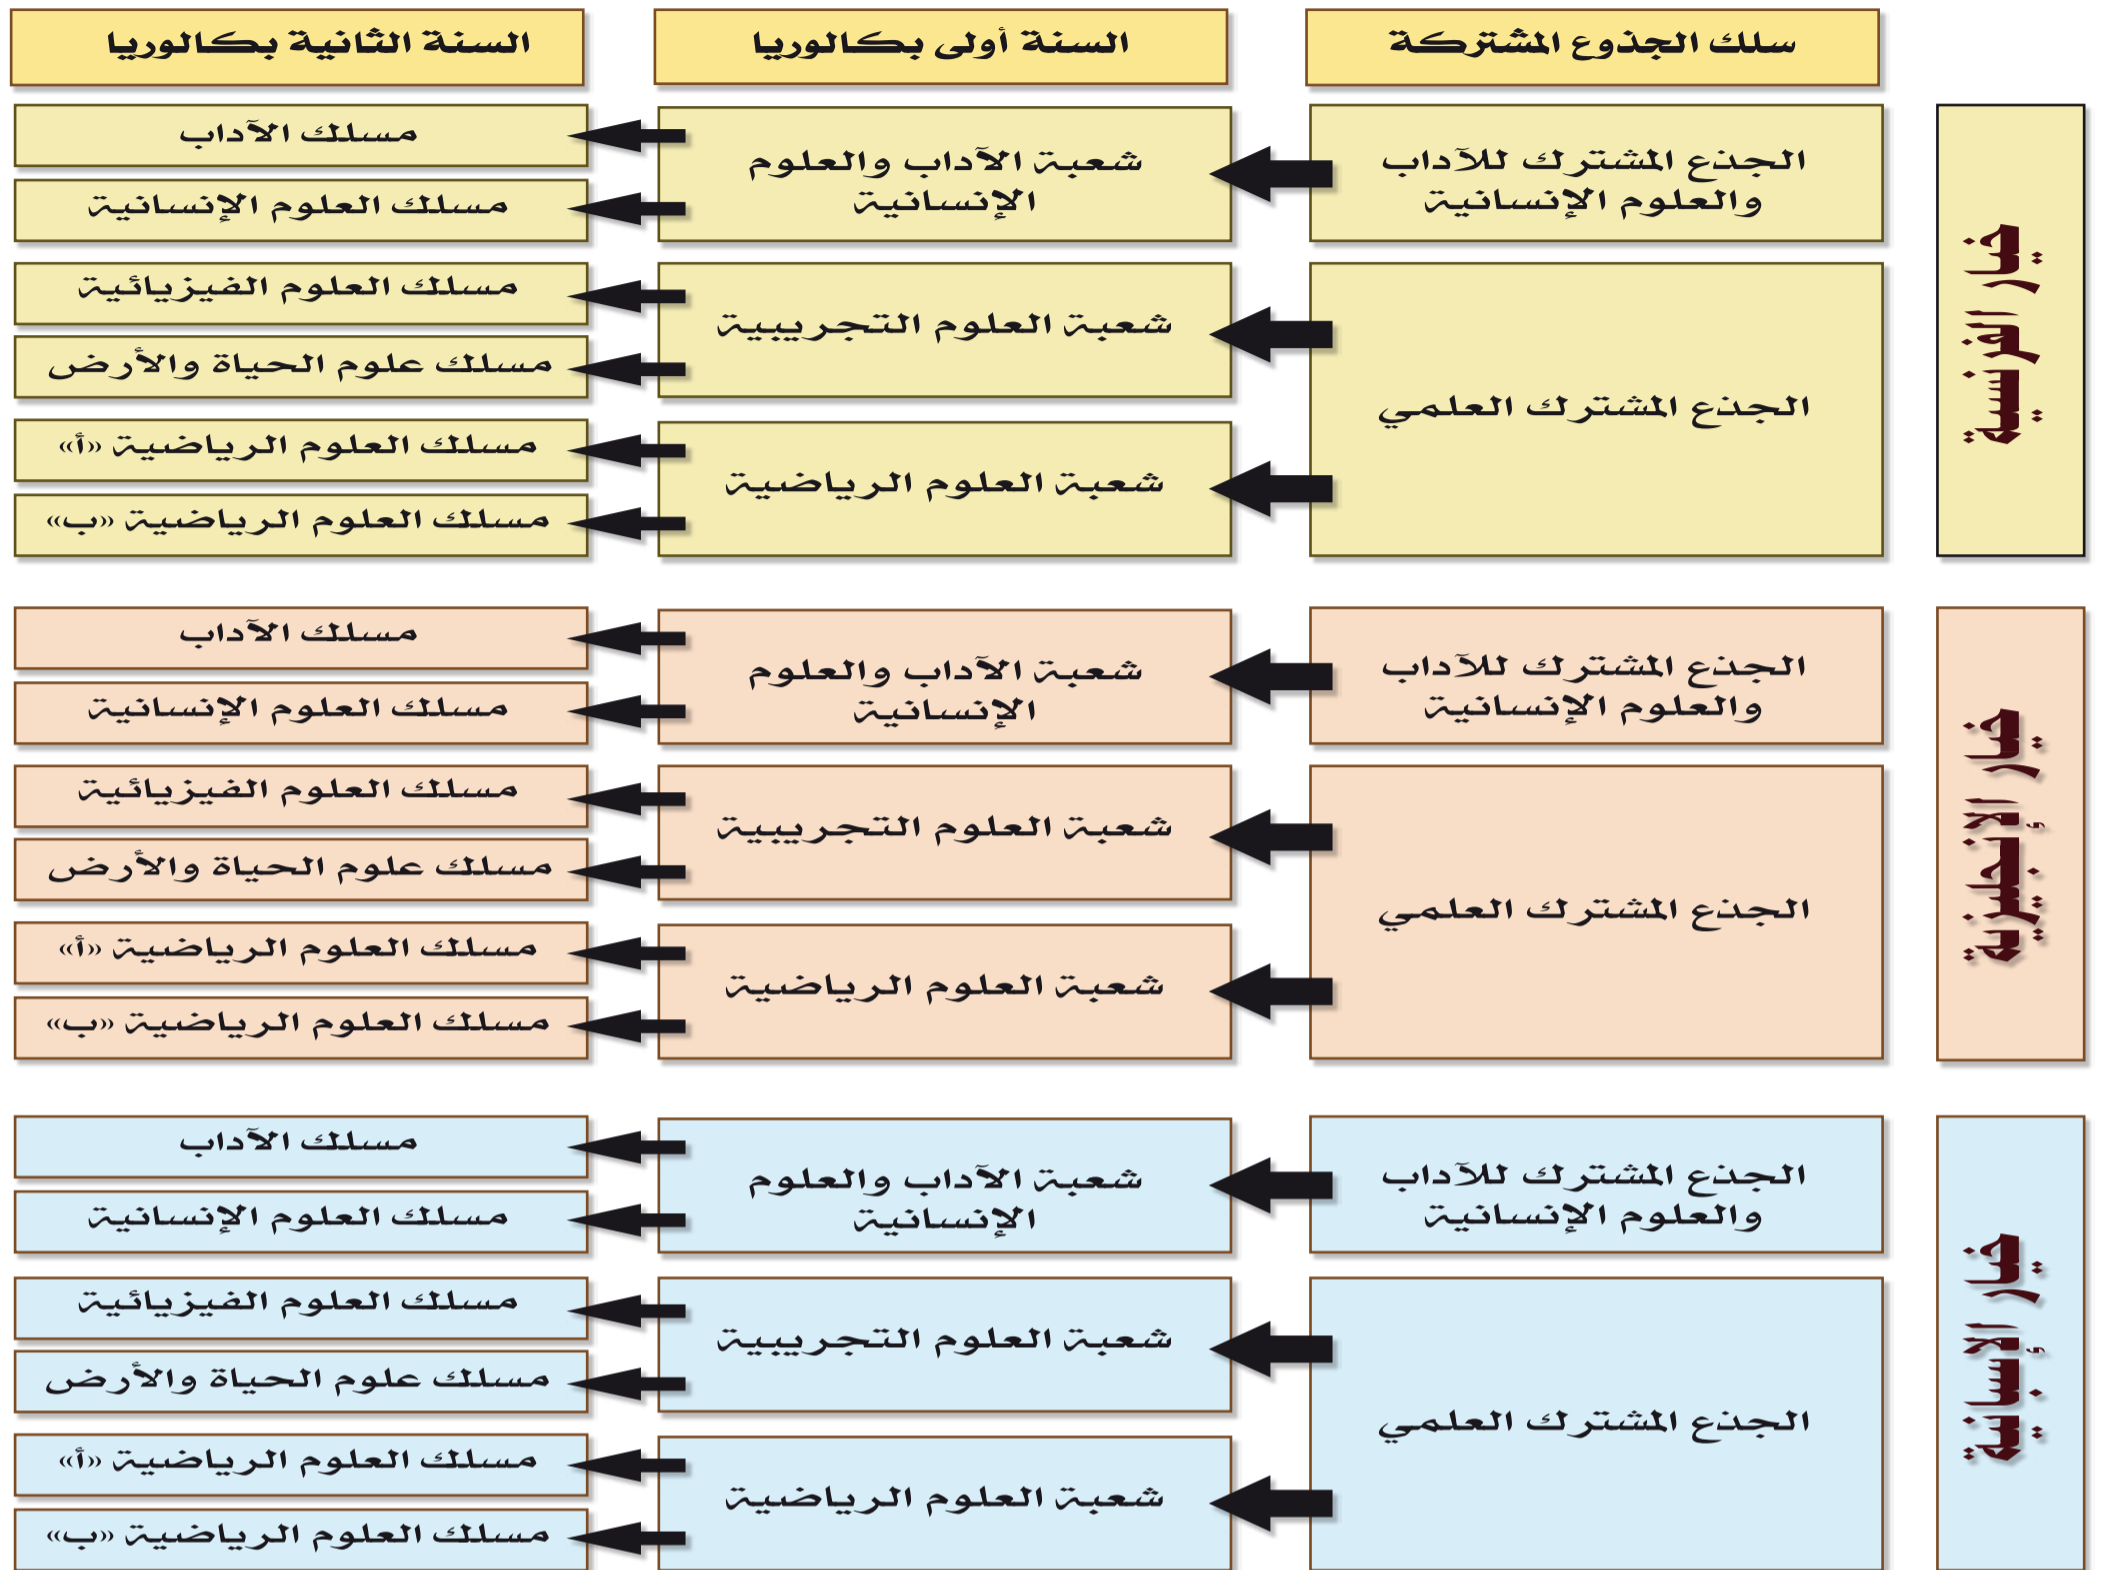 سلك الجذوع المشتركة
السنة أولى بكالوريا
السنة الثانية بكالوريا
خيار الفرنسية
الجذع المشترك للآداب
والعلوم الإنسانية
شعبة الآداب والعلوم
الإنسانية
مسلك الآداب
مسلك العلوم الإنسانية
الجذع المشترك العلمي
شعبة العلوم التجريبية
مسلك العلوم الفيزيائية
مسلك علوم الحياة والأرض
شعبة العلوم الرياضية
مسلك العلوم الرياضية «أ»
مسلك العلوم الرياضية «ب»
خيار الإنجليزية
الجذع المشترك للآداب
والعلوم الإنسانية
شعبة الآداب والعلوم
الإنسانية
مسلك الآداب
مسلك العلوم الإنسانية
الجذع المشترك العلمي
شعبة العلوم التجريبية
مسلك العلوم الفيزيائية
مسلك علوم الحياة والأرض
شعبة العلوم الرياضية
مسلك العلوم الرياضية «أ»
مسلك العلوم الرياضية «ب»
خيار الإسبانية
الجذع المشترك للآداب
والعلوم الإنسانية
شعبة الآداب والعلوم
الإنسانية
مسلك الآداب
مسلك العلوم الإنسانية
الجذع المشترك العلمي
شعبة العلوم التجريبية
مسلك العلوم الفيزيائية
مسلك علوم الحياة والأرض
شعبة العلوم الرياضية
مسلك العلوم الرياضية «أ»
مسلك العلوم الرياضية «ب»